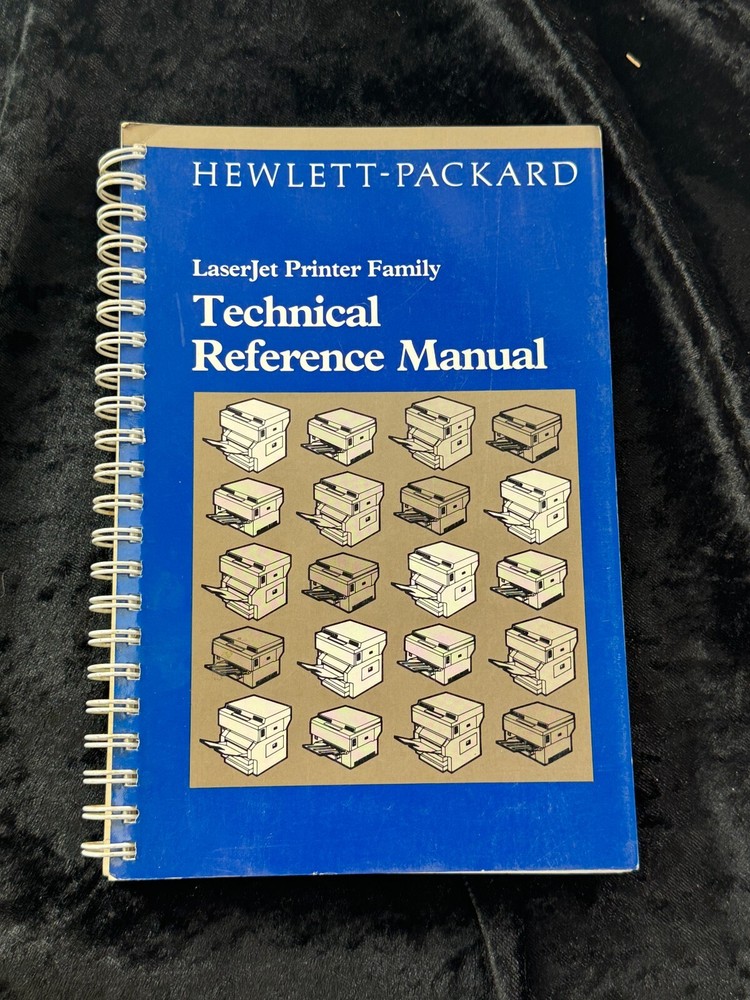 HEWLETT-PACKARD
LaserJet Printer Family
Technical
Reference Manual